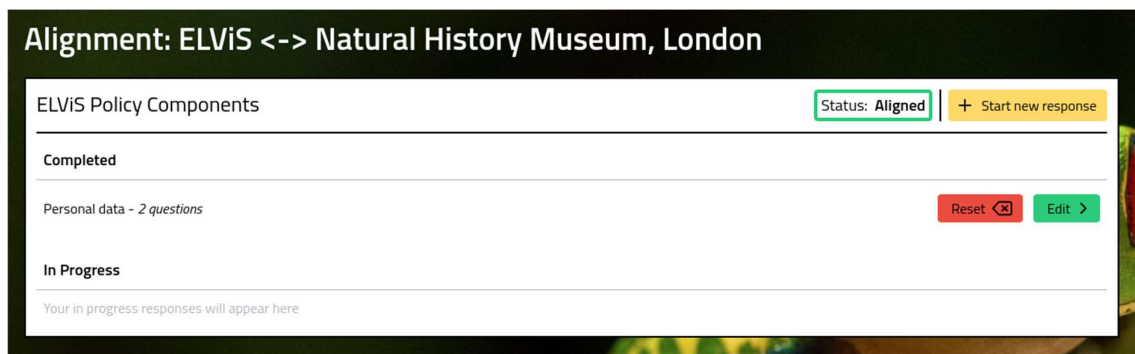 Alignment: ELViS <-> Natural History Museum, London
ELViS Policy Components
Status: Aligned
+ Start new response
Completed
Personal data - 2 questions
Reset
Edit >
In Progress
Your in progress responses will appear here